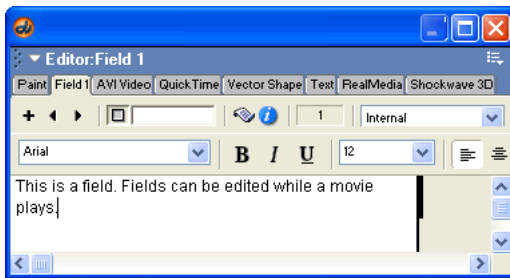 Editor:Field 1
Paint Field 1 AVI Video QuickTime Vector Shape Text RealMedia Shockwave 3D
1 Internal
Arial B I U 12
This is a field. Fields can be edited while a movie
plays.